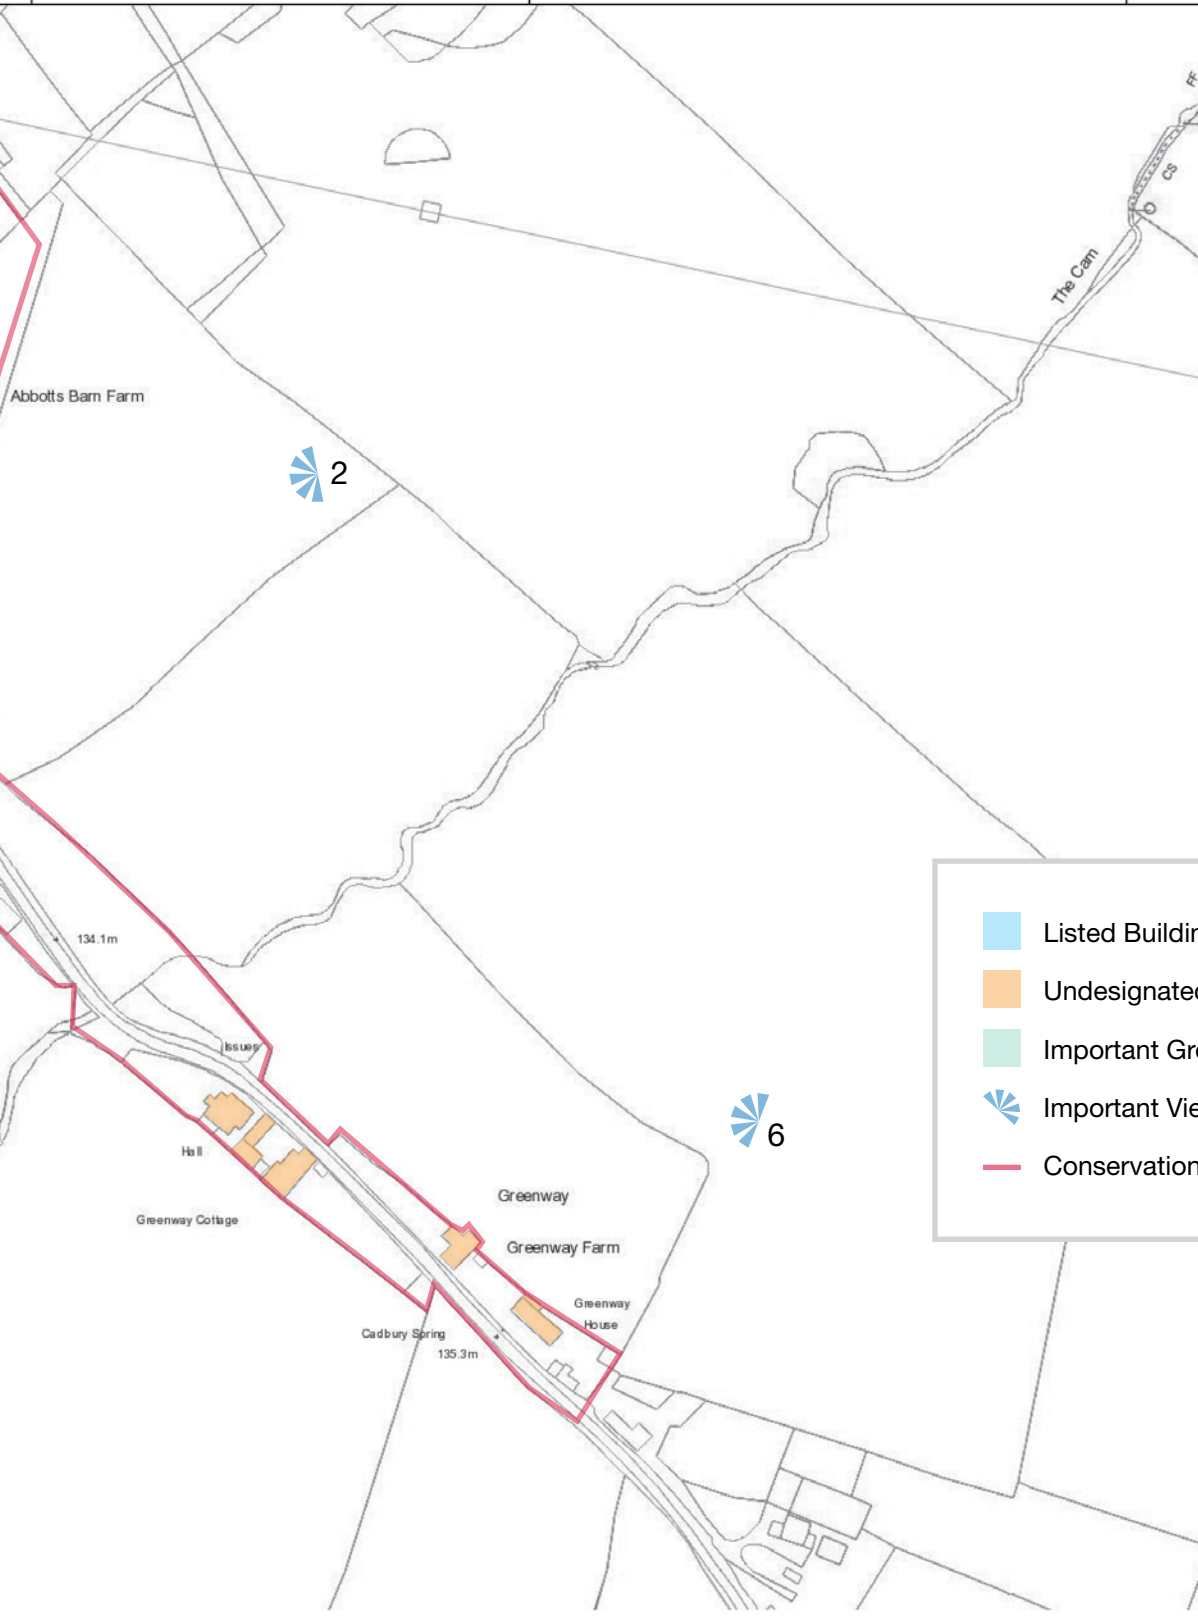 FF
CS
The Cam
Abbotts Barn Farm
2
134.1m
Issues
Hall
6
Greenway Cottage
Greenway
Greenway Farm
Greenway
House
Cadbury Spring
135.3m
Listed Buildin
Undesignated
Important Gre
Important Vie
Conservation